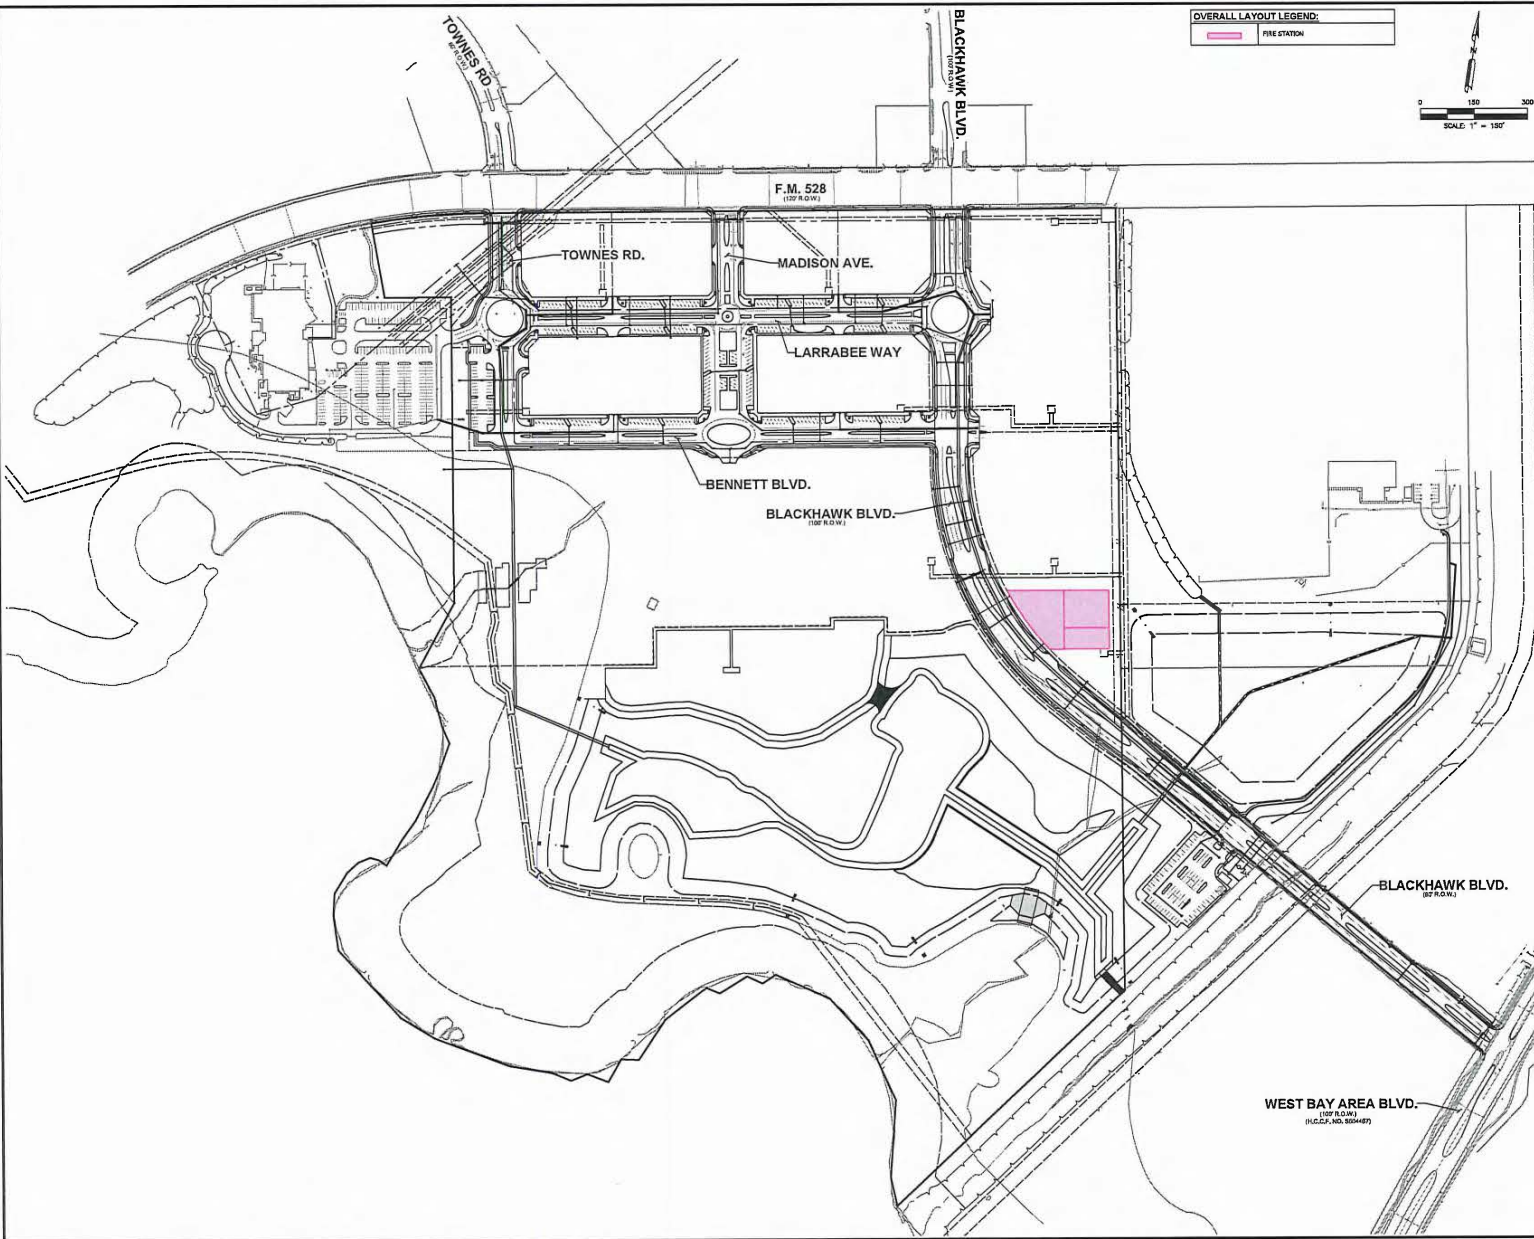 OVERALL LAYOUT LEGEND:
FIRE STATION
N
0 150 300
SCALE: 1" = 150'
TOWNES RD
BLACKHAWK BLVD.
(100' R.O.W.)
F.M. 528
(120' R.O.W.)
TOWNES RD.
MADISON AVE.
LARRABEE WAY
BENNETT BLVD.
BLACKHAWK BLVD.
(100' R.O.W.)
BLACKHAWK BLVD.
WEST BAY AREA BLVD.
(100' R.O.W.)